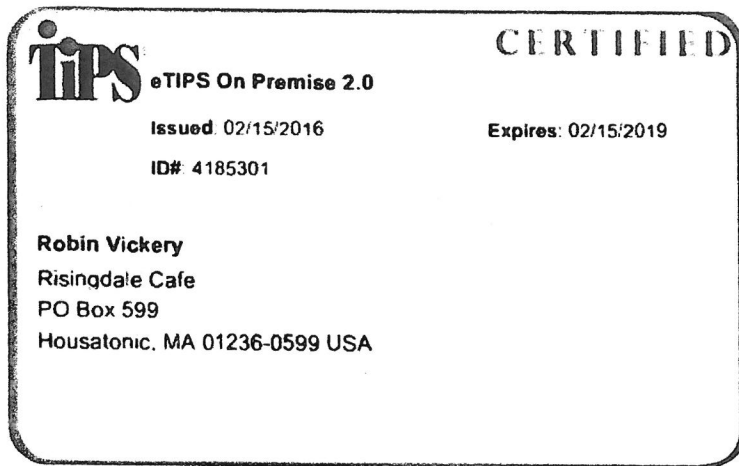 TiPS
CERTIFIED
eTIPS On Premise 2.0
Issued: 02/15/2016
Expires: 02/15/2019
ID#: 4185301
Robin Vickery
Risingdale Cafe
PO Box 599
Housatonic, MA 01236-0599 USA